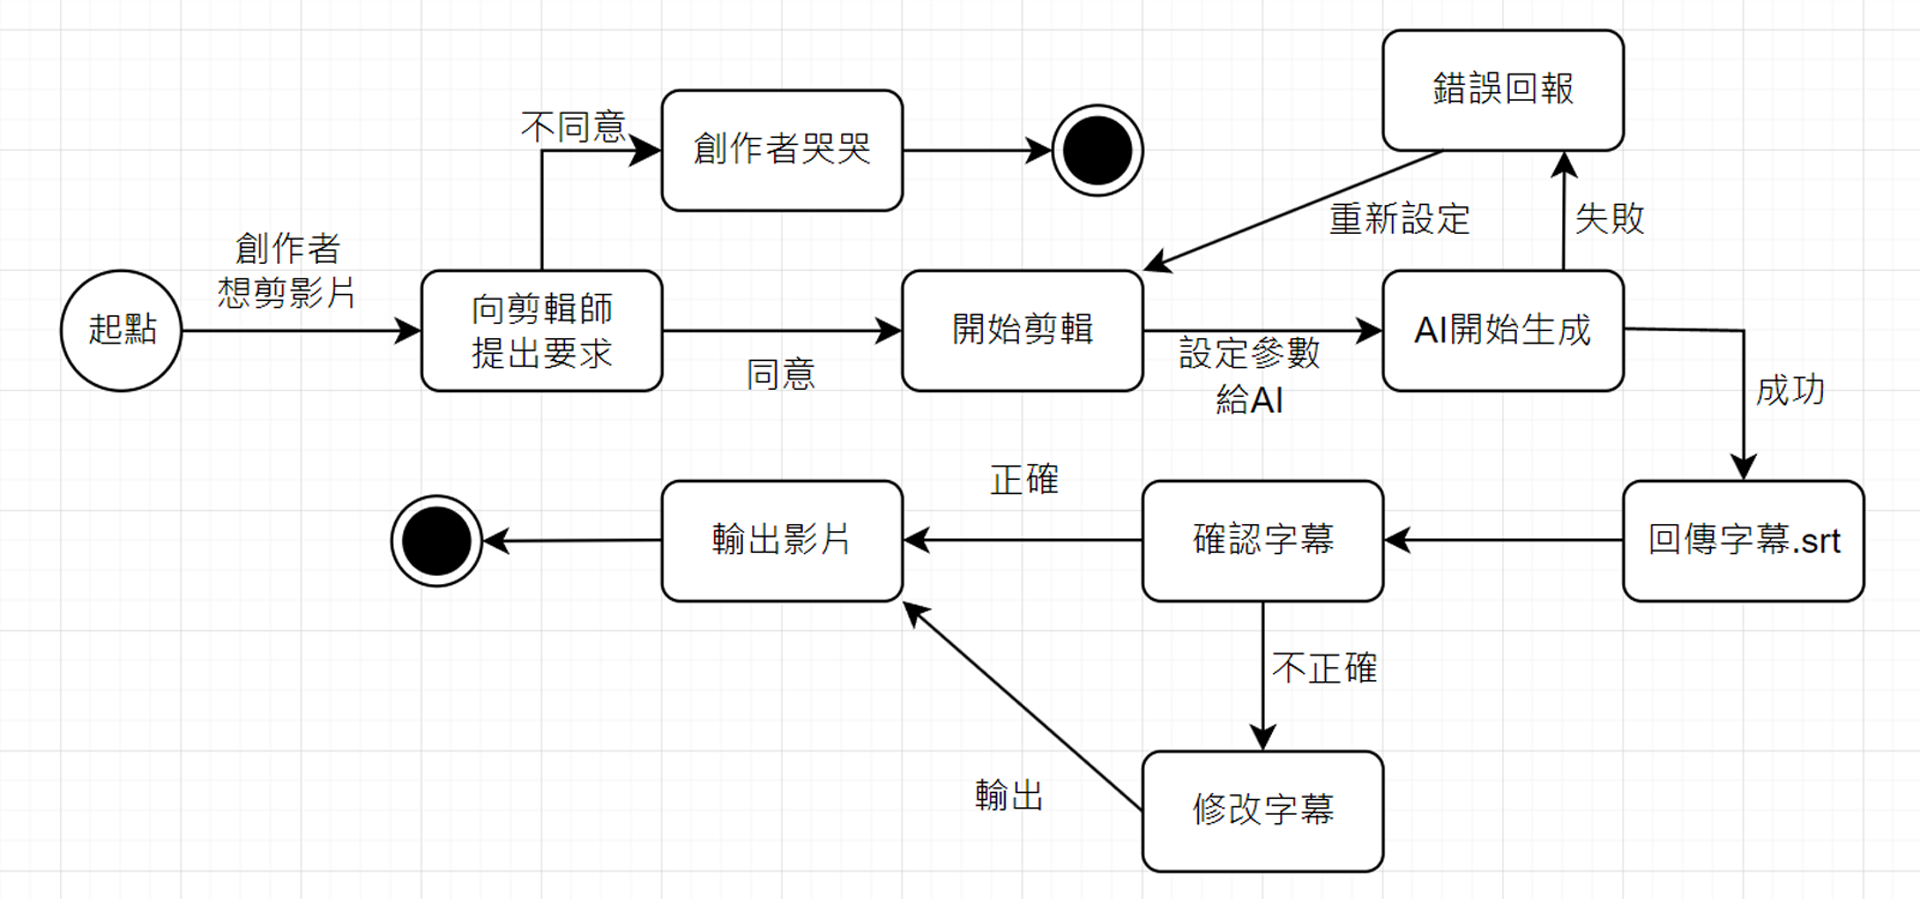 錯誤回報
不同意
創作者哭哭
重新設定
失敗
創作者
想剪影片
起點
向剪輯師
提出要求
同意
開始剪輯
設定參數
給AI
AI開始生成
成功
正確
輸出影片
確認字幕
回傳字幕.srt
不正確
輸出
修改字幕